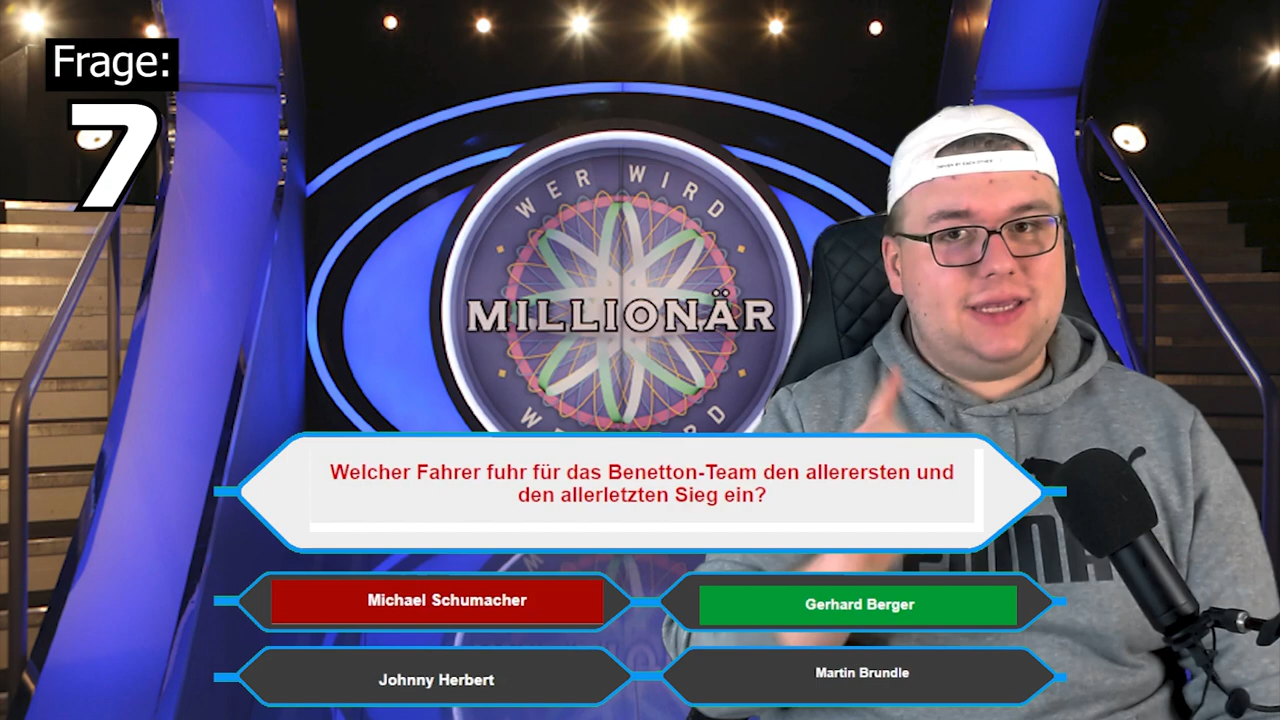 Frage:
7
WER WIRD
MILLIONÄR
Welcher Fahrer fuhr für das Benetton-Team den allerersten und
den allerletzten Sieg ein?
Michael Schumacher
Gerhard Berger
Johnny Herbert
Martin Brundle